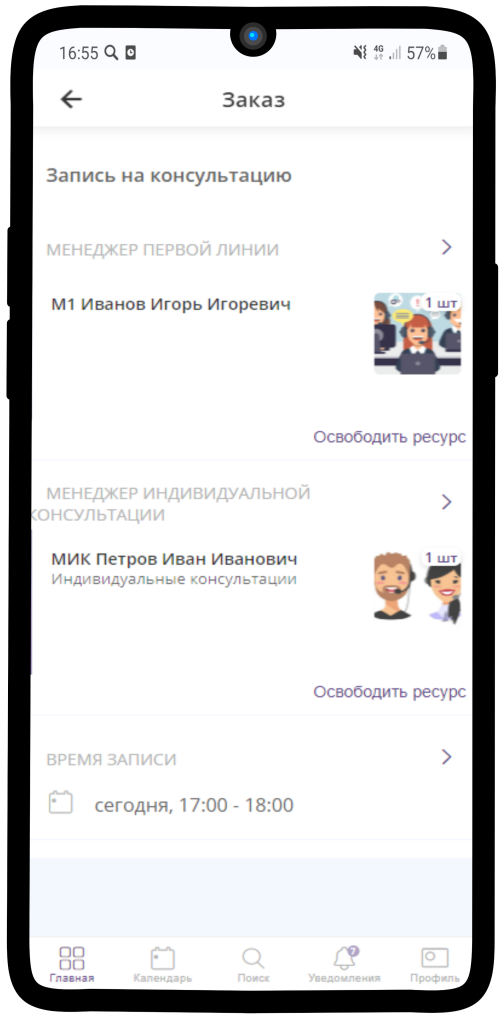 16:55 4G 57%
Заказ
Запись на консультацию
МЕНЕДЖЕР ПЕРВОЙ ЛИНИИ
М1 Иванов Игорь Игоревич
1 шт
Освободить ресурс
МЕНЕДЖЕР ИНДИВИДУАЛЬНОЙ
КОНСУЛЬТАЦИИ
МИК Петров Иван Иванович
1 шт
Индивидуальные консультации
Освободить ресурс
ВРЕМЯ ЗАПИСИ
сегодня, 17:00 - 18:00
7
Главная Календарь Поиск Уведомления Профиль